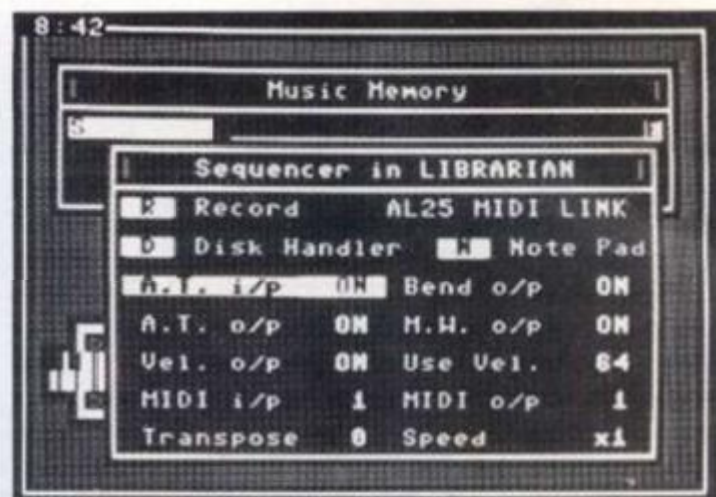 8:42
Music Memory
S
Sequencer in LIBRARIAN
R Record AL25 MIDI LINK
D Disk Handler N Note Pad
A.T. i/p ON Bend o/p ON
A.T. o/p ON M.W. o/p ON
Vel. o/p ON Use Vel. 64
MIDI i/p 1 MIDI o/p 1
Transpose 0 Speed x1